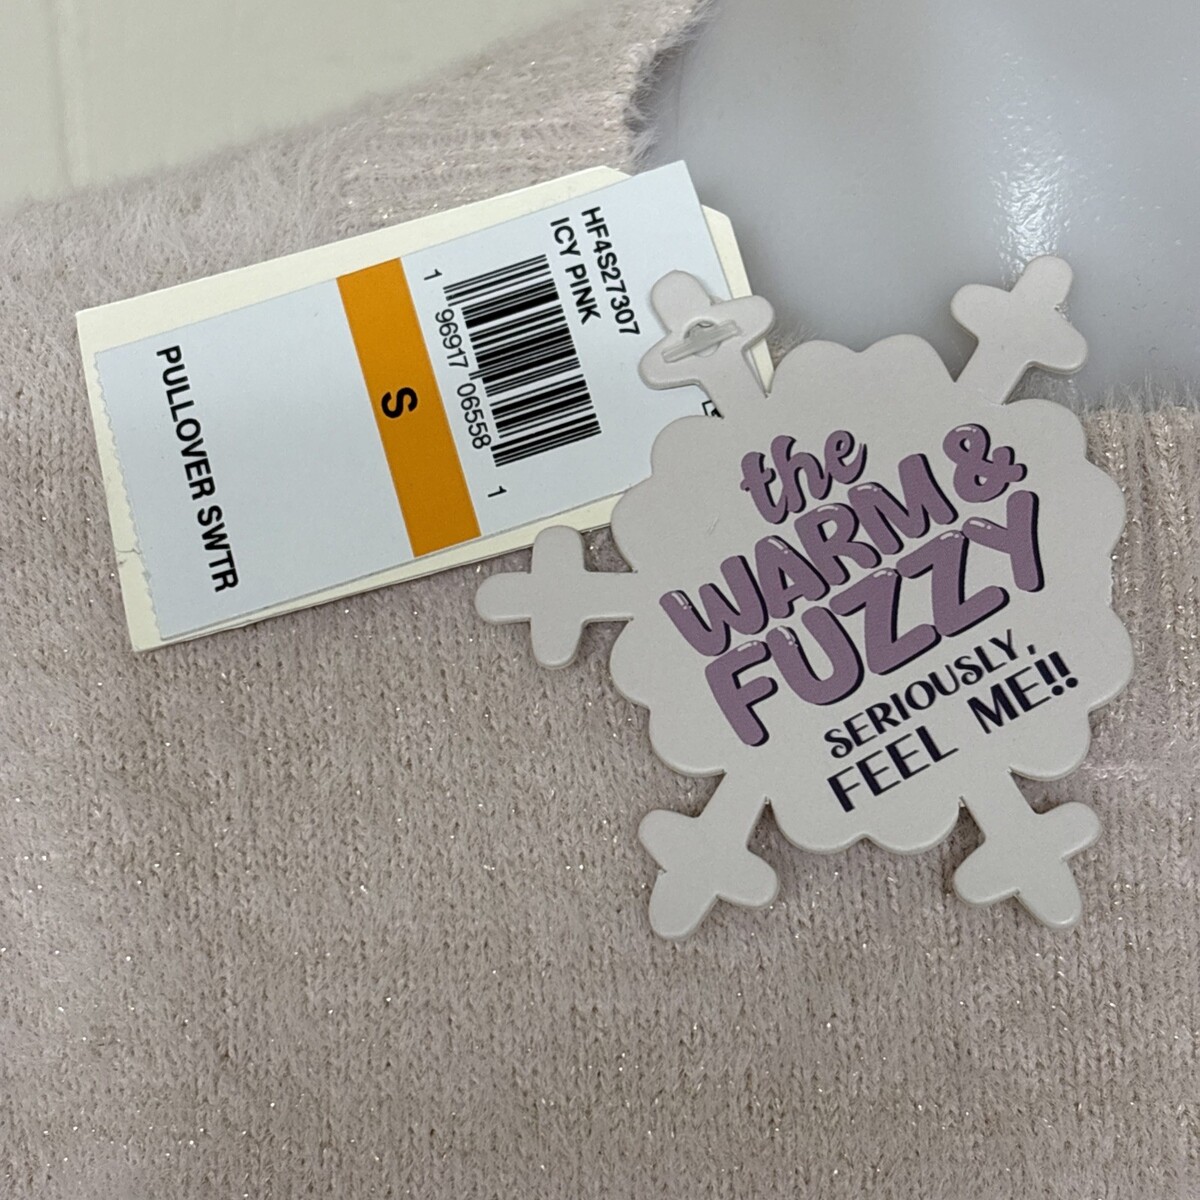 HF4S27307
ICY PINK
1 96917 06558 1
S
PULLOVER SWTR
the
WARM &
FUZZY
SERIOUSLY,
FEEL ME!!